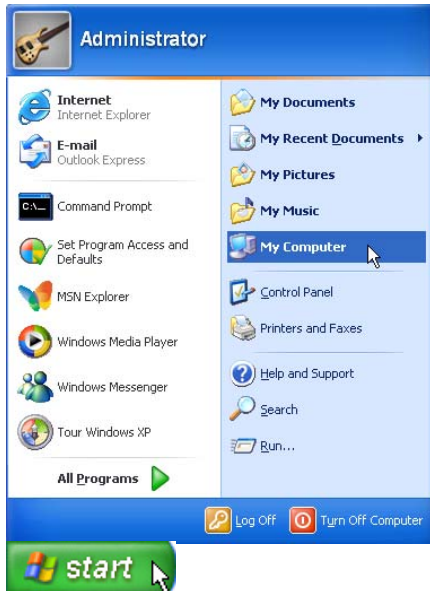 Administrator
Internet
Internet Explorer
E-mail
Outlook Express
C:\_
Command Prompt
Set Program Access and
Defaults
MSN Explorer
Windows Media Player
Windows Messenger
Tour Windows XP
All Programs
My Documents
My Recent Documents
My Pictures
My Music
My Computer
Control Panel
Printers and Faxes
Help and Support
Search
Run...
Log Off
Turn Off Computer
start